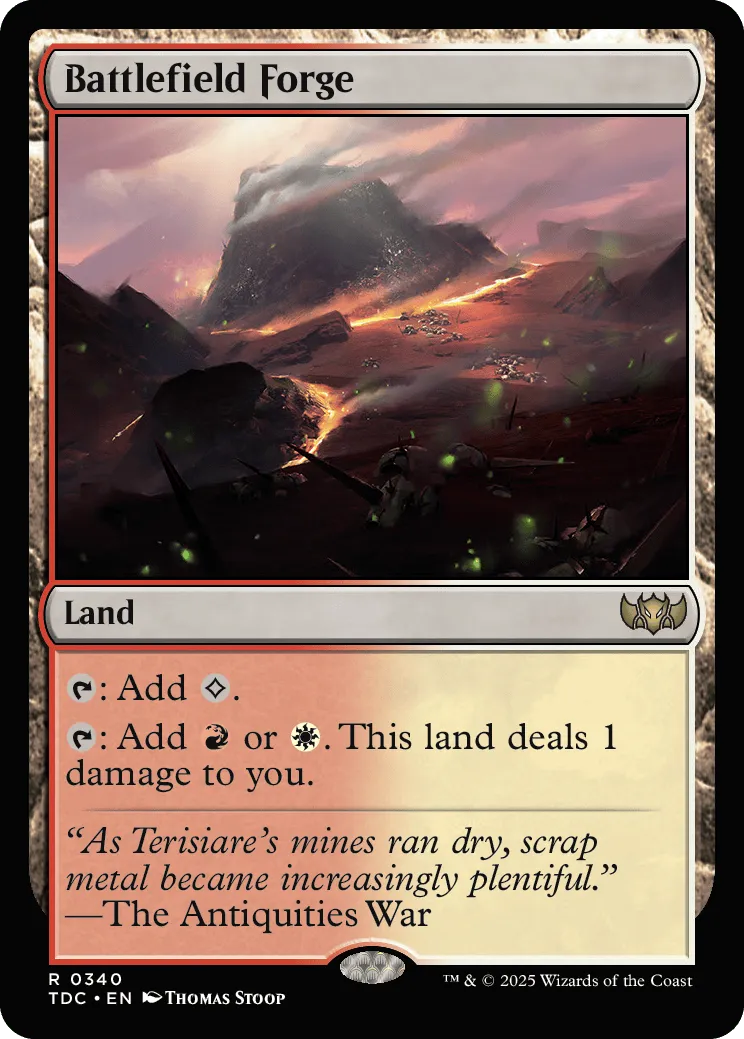 Battlefield Forge
Land
: Add .
: Add or . This land deals 1
damage to you.
“As Terisiare’s mines ran dry, scrap
metal became increasingly plentiful.”
—The Antiquities War
R 0340
TDC • EN Thomas Stoop
™ & © 2025 Wizards of the Coast